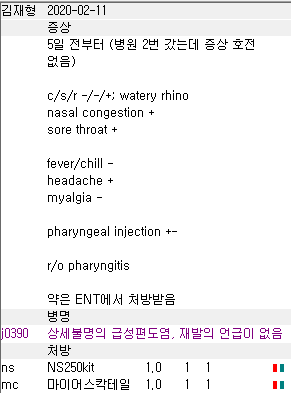 김재형 2020-02-11
증상
5일 전부터 (병원 2번 갔는데 증상 호전
없음)
c/s/r -/-/+; watery rhino
nasal congestion +
sore throat +
fever/chill -
headache +
myalgia -
pharyngeal injection +-
r/o pharyngitis
약은 ENT에서 처방받음
병명
j0390 상세불명의 급성편도염, 재발의 언급이 없음
처방
ns NS250kit 1.0 1 1
mc 마이어스칵테일 1.0 1 1